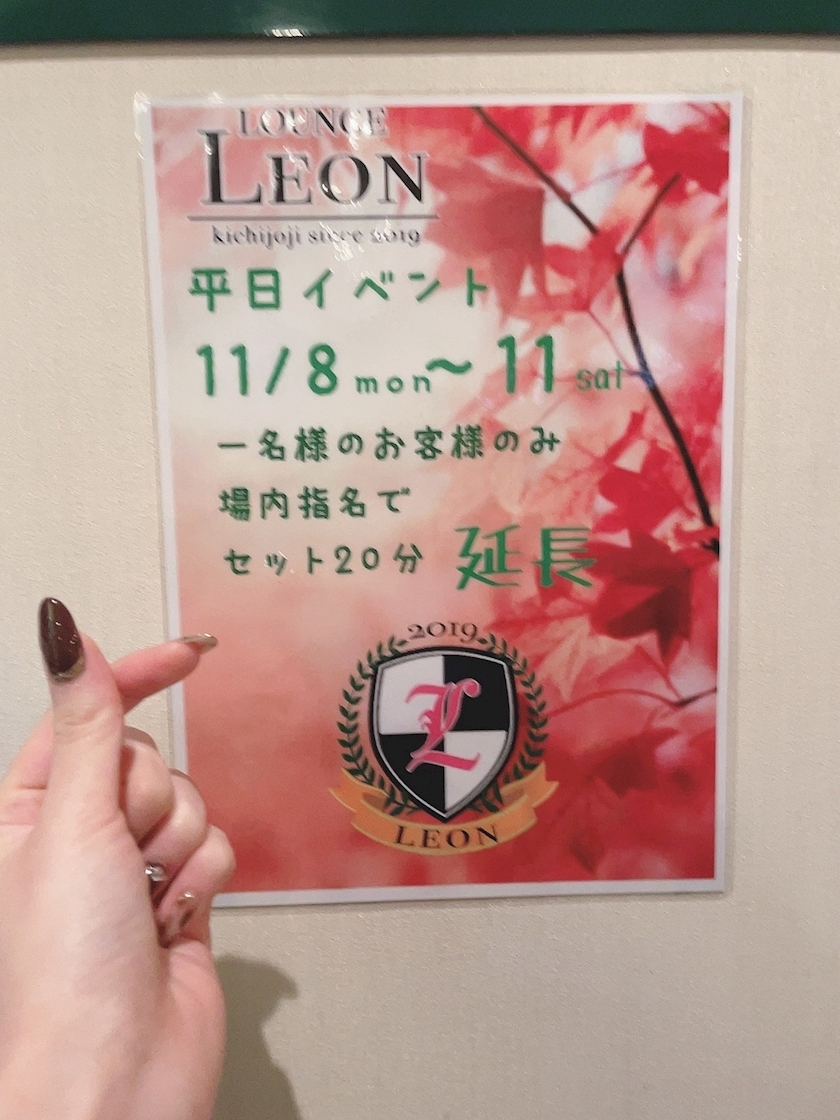 LOUNGE
LEON
kichijoji since 2019
平日イベント
11/8 mon〜 11 sat
一名様のお客様のみ
場内指名で
セット20分 延長
2019
L
LEON